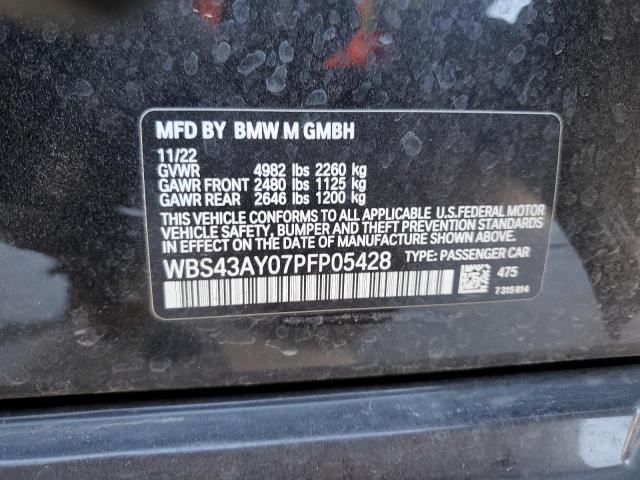 MFD BY BMW M GMBH
11/22
GVWR 4982 lbs 2260 kg
GAWR FRONT 2480 lbs 1125 kg
GAWR REAR 2646 lbs 1200 kg
THIS VEHICLE CONFORMS TO ALL APPLICABLE U.S.FEDERAL MOTOR
VEHICLE SAFETY, BUMPER AND THEFT PREVENTION
STANDARDS IN EFFECT ON THE DATE OF MANUFACTURE SHOWN ABOVE.
WBS43AY07PFP05428 TYPE: PASSENGER CAR
475
7315814